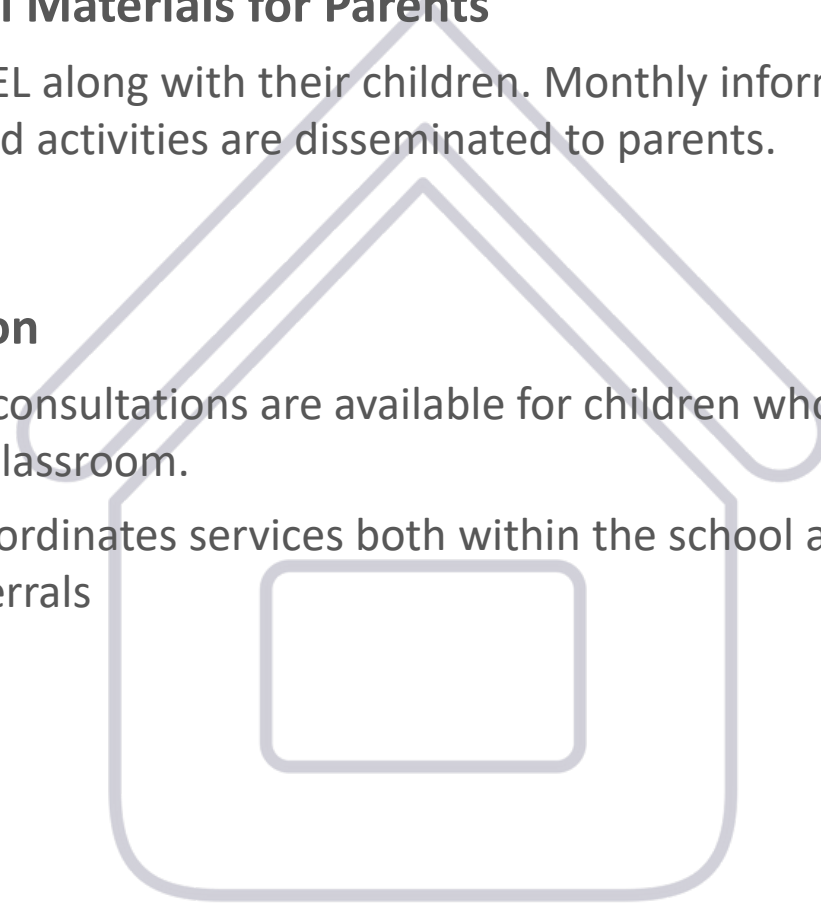 l Materials for Parents
EL along with their children. Monthly infor
d activities are disseminated to parents.
on
consultations are available for children who
lassroom.
ordinates services both within the school a
errals